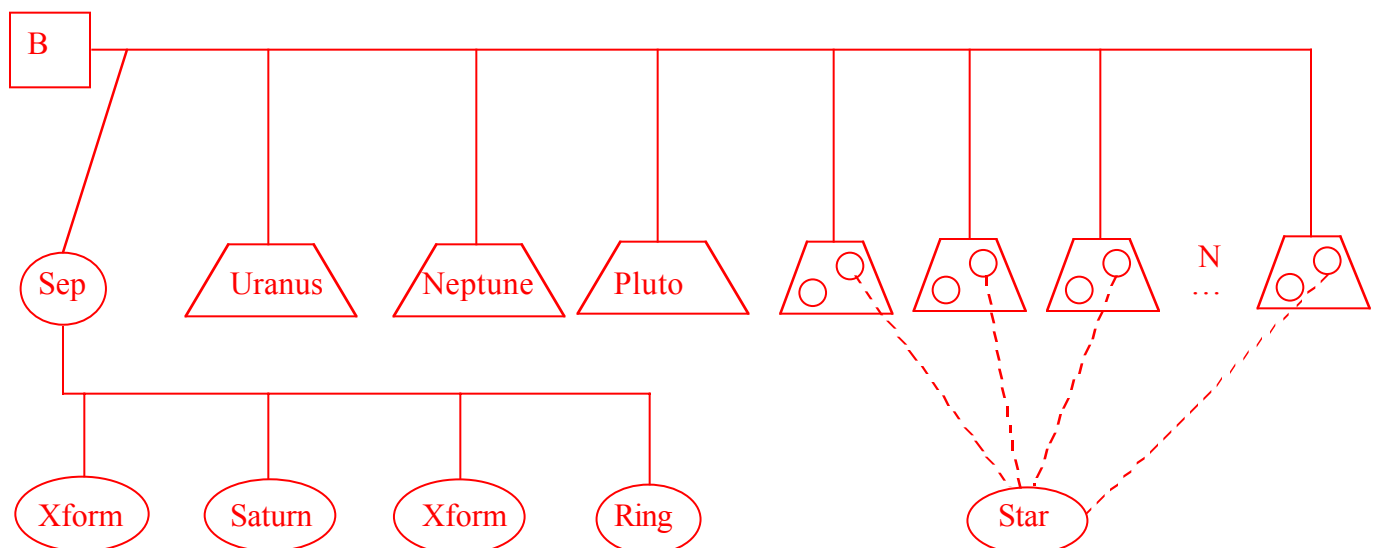 B
Sep
Uranus
Neptune
Pluto
N
...
Xform
Saturn
Xform
Ring
Star